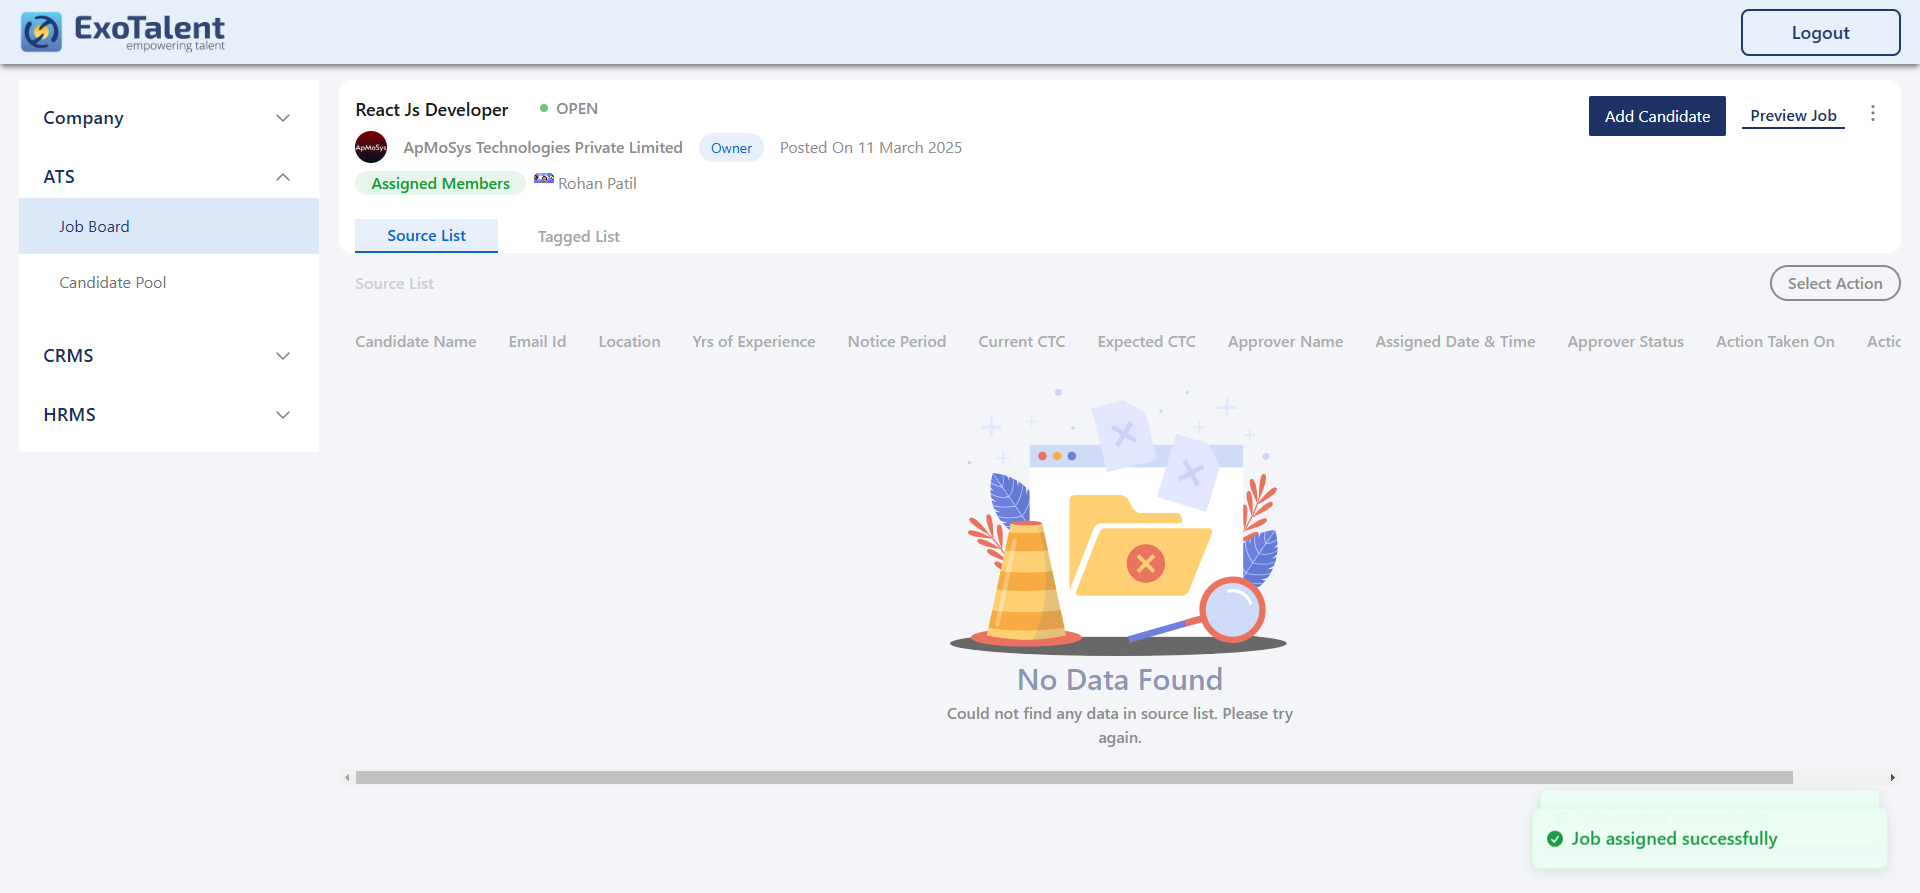 ExoTalent
empowering talent
Logout
Company
ATS
Job Board
Candidate Pool
CRMS
HRMS
React Js Developer
OPEN
Add Candidate
Preview Job
ApMoSys
ApMoSys Technologies Private Limited
Owner
Posted On 11 March 2025
Assigned Members
Rohan Patil
Source List
Tagged List
Source List
Select Action
Candidate Name
Email Id
Location
Yrs of Experience
Notice Period
Current CTC
Expected CTC
Approver Name
Assigned Date & Time
Approver Status
Action Taken On
Actic
No Data Found
Could not find any data in source list. Please try
again.
Job assigned successfully